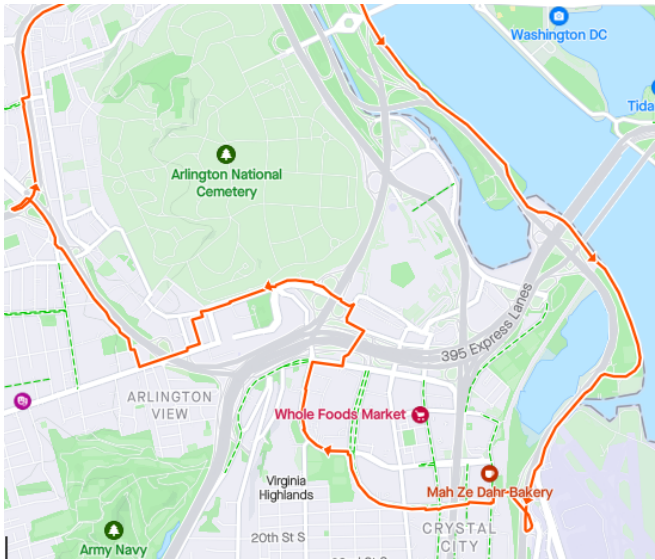 Washington DC
Tida
Arlington National
Cemetery
395 Express Lanes
ARLINGTON
VIEW
Whole Foods Market
Virginia
Highlands
Mah Ze Dahr Bakery
CRYSTAL
CITY
20th St S
Army Navy